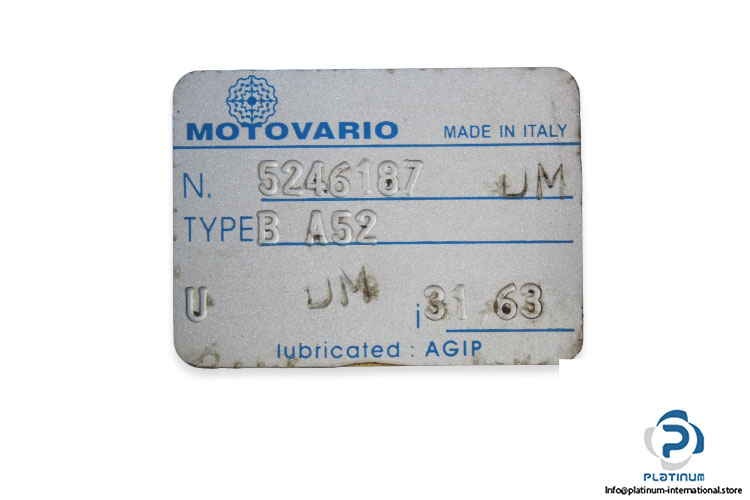 MOTOVARIO MADE IN ITALY
N. 5246187 UM
TYPE B A52
U UM i 31 63
lubricated : AGIP
PLATINUM
Info@platinum-international.store